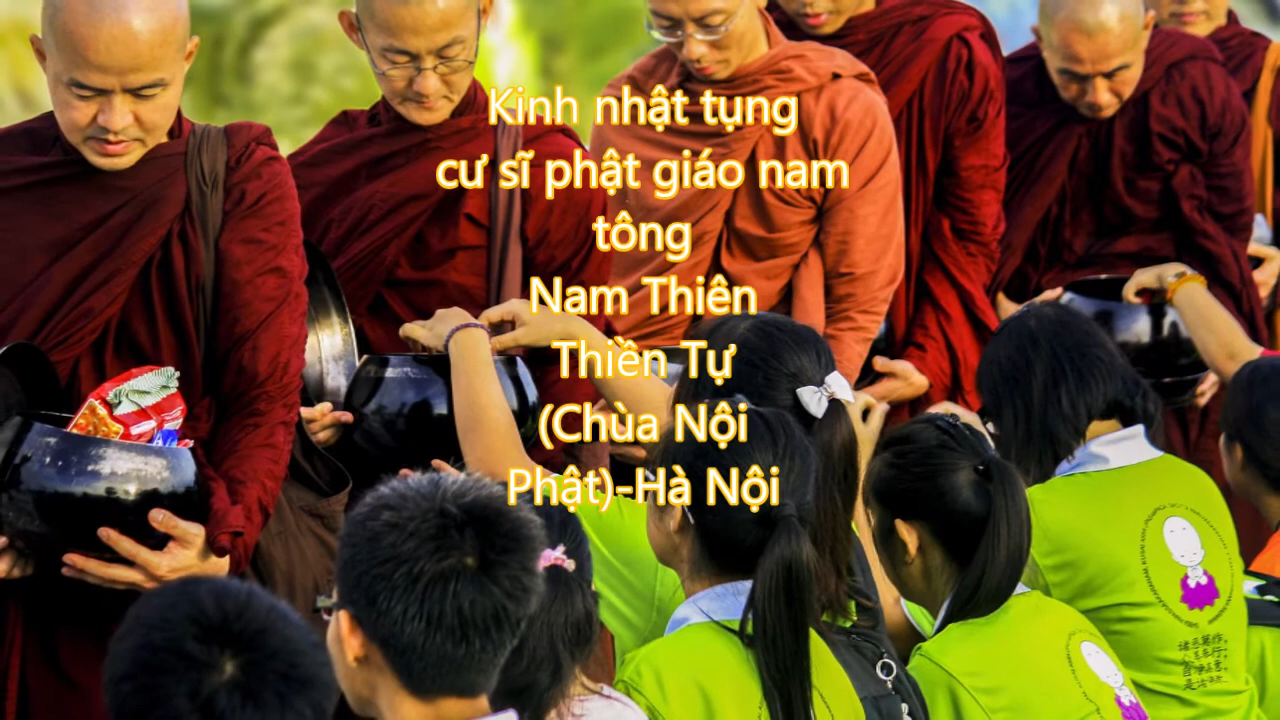 Kinh nhật tụng
cư sĩ phật giáo nam
tông
Nam Thiên
Thiền Tự
(Chùa Nội
Phật)-Hà Nội